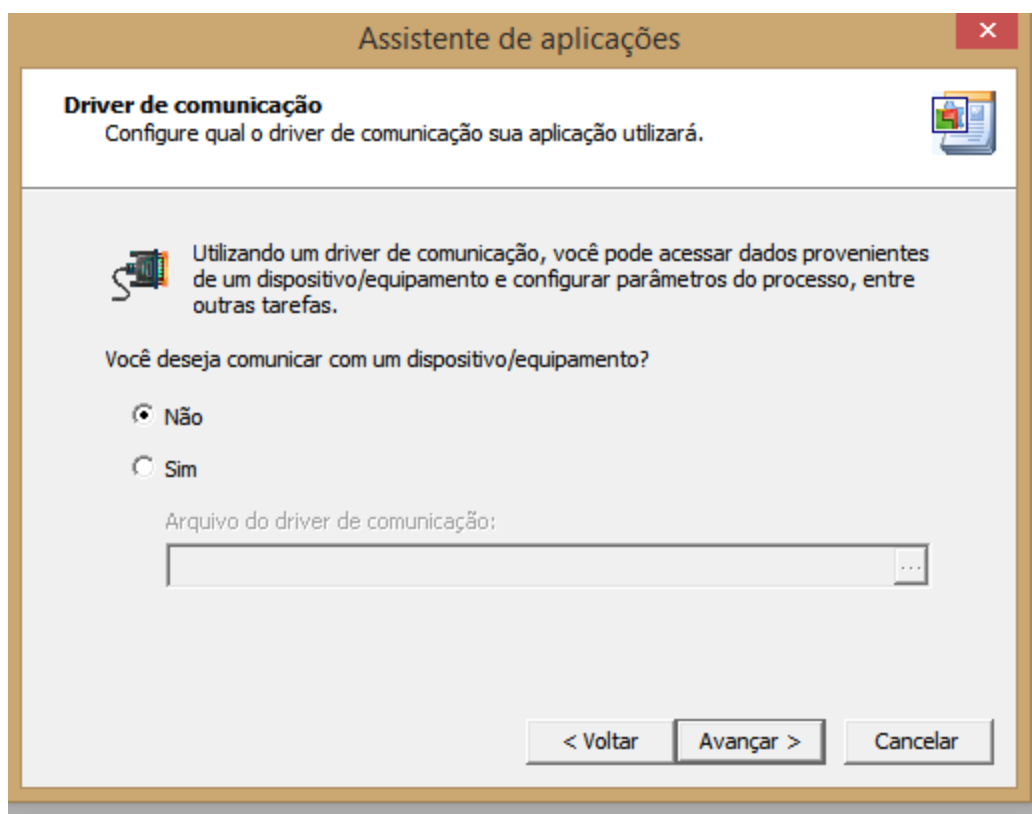 Assistente de aplicações
Driver de comunicação
Configure qual o driver de comunicação sua aplicação utilizará.
Utilizando um driver de comunicação, você pode acessar dados provenientes
de um dispositivo/equipamento e configurar parâmetros do processo, entre
outras tarefas.
Você deseja comunicar com um dispositivo/equipamento?
Não
Sim
Arquivo do driver de comunicação:
...
< Voltar
Avançar >
Cancelar